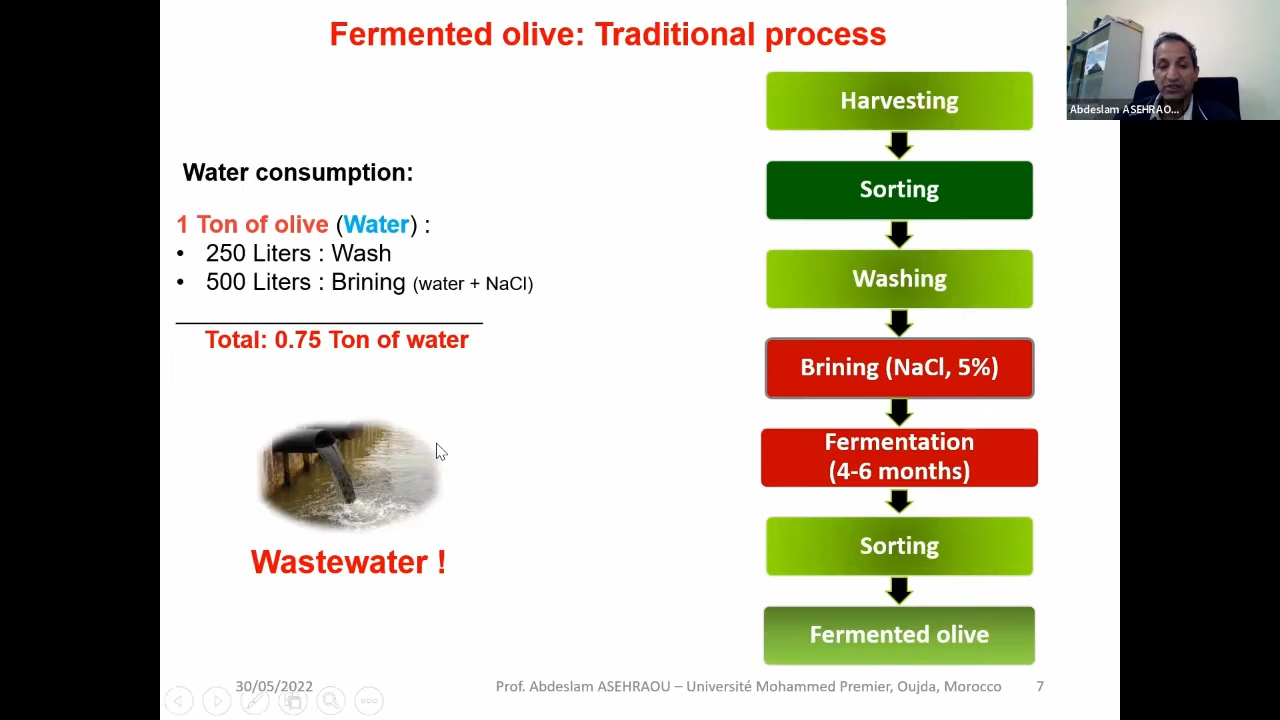 Fermented olive: Traditional process
Abdeslam ASEHRAO...
Water consumption:
1 Ton of olive (Water) :
• 250 Liters : Wash
• 500 Liters : Brining (water + NaCl)
Total: 0.75 Ton of water
Wastewater !
Harvesting
Sorting
Washing
Brining (NaCl, 5%)
Fermentation
(4-6 months)
Sorting
Fermented olive
30/05/2022
Prof. Abdeslam ASEHRAOU – Université Mohammed Premier, Oujda, Morocco
7